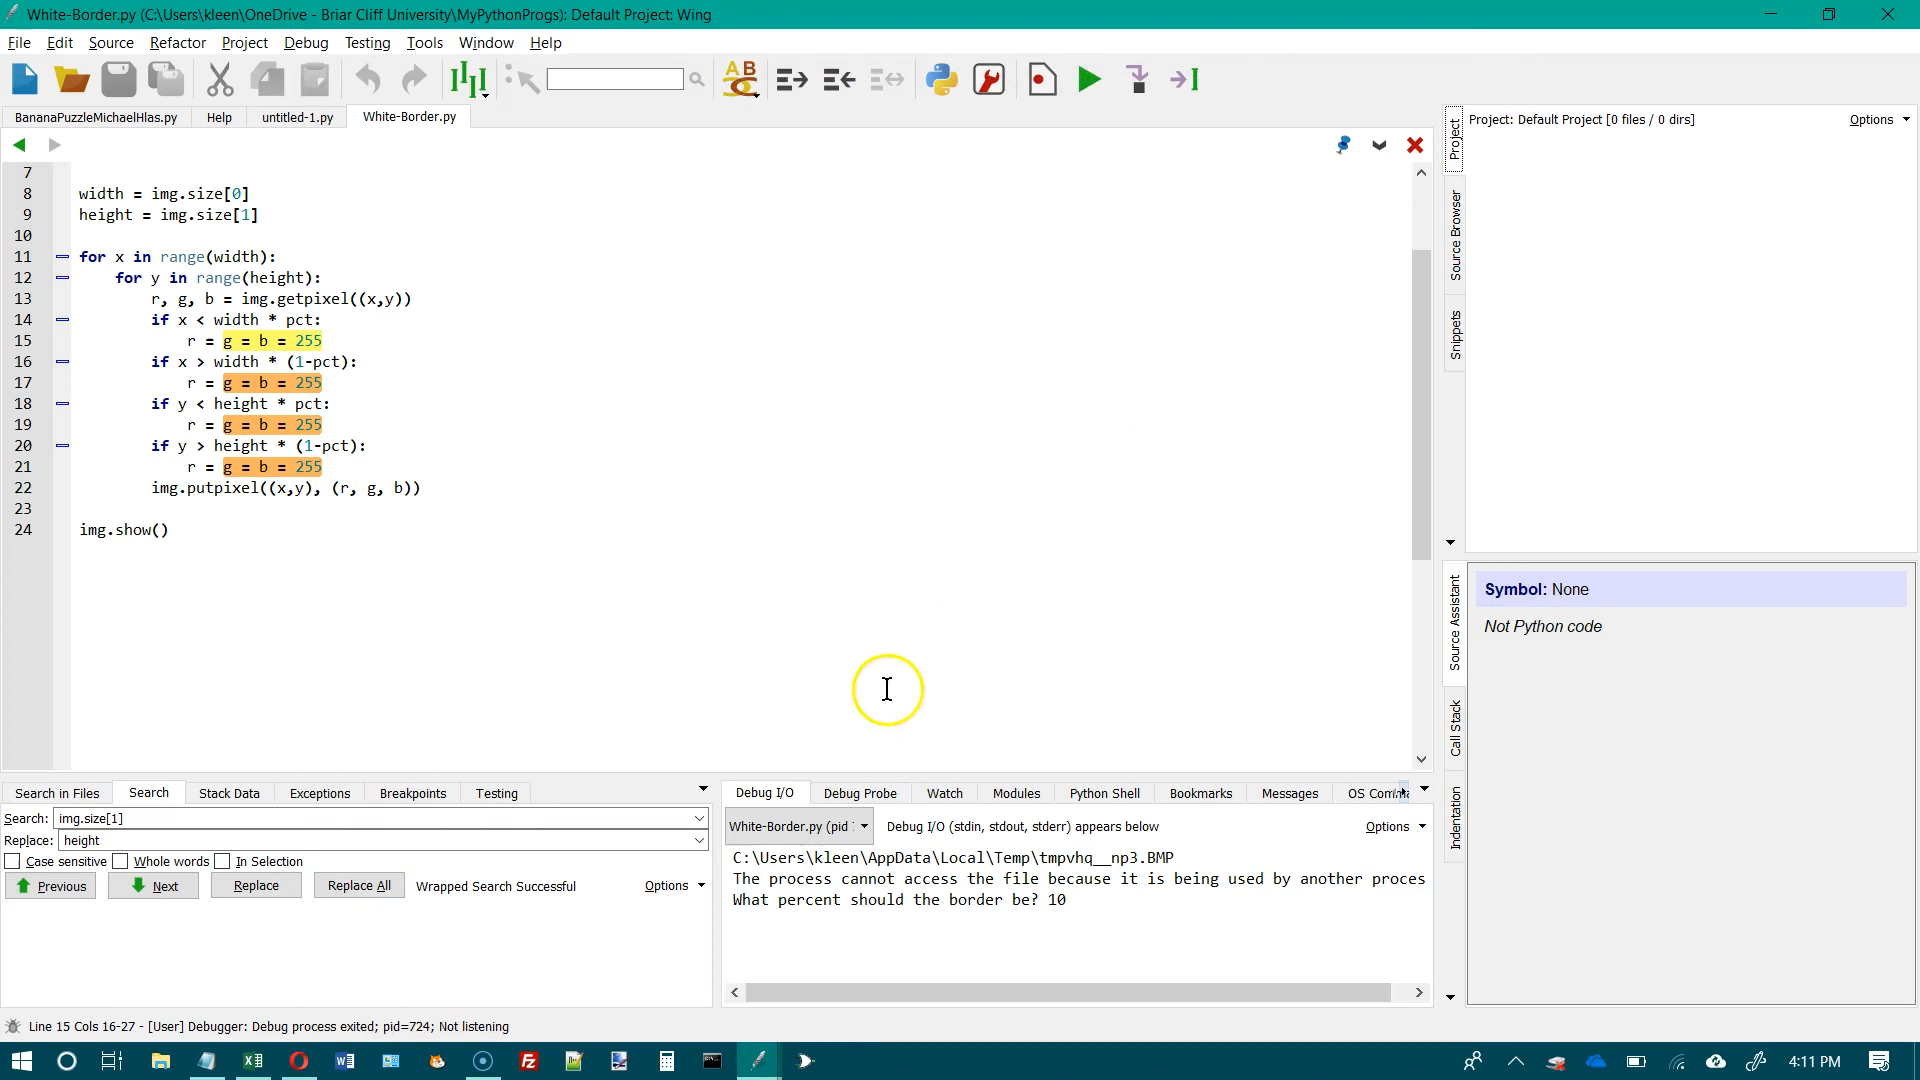 White-Border.py (C:\Users\kleen\OneDrive - Briar Cliff University\MyPythonProgs): Default Project: Wing
File Edit Source Refactor Project Debug Testing Tools Window Help
BananaPuzzleMichaelHlas.py Help untitled-1.py White-Border.py
7
8 width = img.size[0]
9 height = img.size[1]
10
11 for x in range(width):
12 for y in range(height):
13 r, g, b = img.getpixel((x,y))
14 if x < width * pct:
15 r = g = b = 255
16 if x > width * (1-pct):
17 r = g = b = 255
18 if y < height * pct:
19 r = g = b = 255
20 if y > height * (1-pct):
21 r = g = b = 255
22 img.putpixel((x,y), (r, g, b))
23
24 img.show()
Project
Source Browser
Snippets
Project: Default Project [0 files / 0 dirs] Options
Source Assistant
Call Stack
Indentation
Symbol: None
Not Python code
Search in Files Search Stack Data Exceptions Breakpoints Testing
Search: img.size[1]
Replace: height
Case sensitive Whole words In Selection
Previous Next Replace Replace All Wrapped Search Successful Options
Debug I/O Debug Probe Watch Modules Python Shell Bookmarks Messages OS
White-Border.py (pid Debug I/O (stdin, stdout, stderr) appears below Options
C:\Users\kleen\AppData\Local\Temp\tmpvhq__np3.BMP
The process cannot access the file because it is being used by another proces
What percent should the border be? 10
Line 15 Cols 16-27 - [User] Debugger: Debug process exited; pid=724; Not listening
4:11 PM